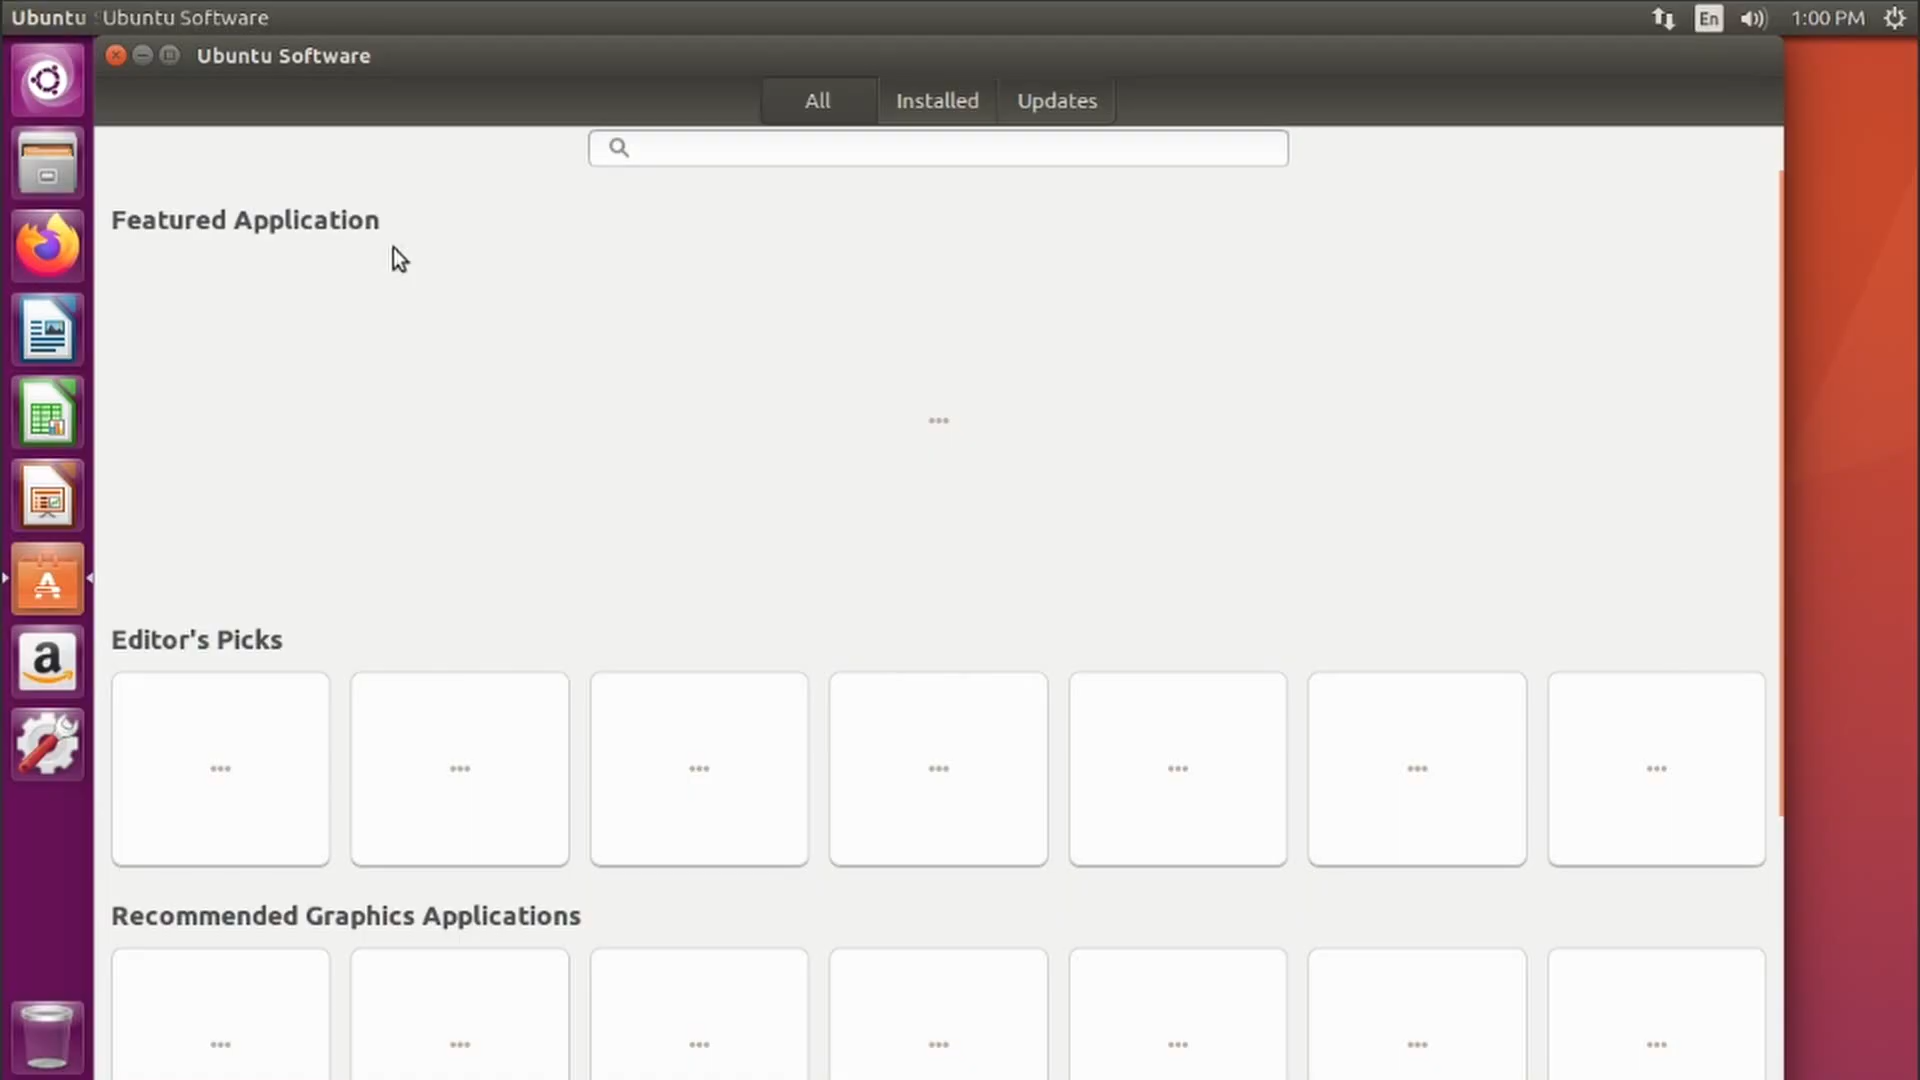 Ubuntu Ubuntu Software
En 1:00 PM
Ubuntu Software
All Installed Updates
Featured Application
...
Editor's Picks
... ... ... ... ... ... ...
Recommended Graphics Applications
... ... ... ... ... ... ...